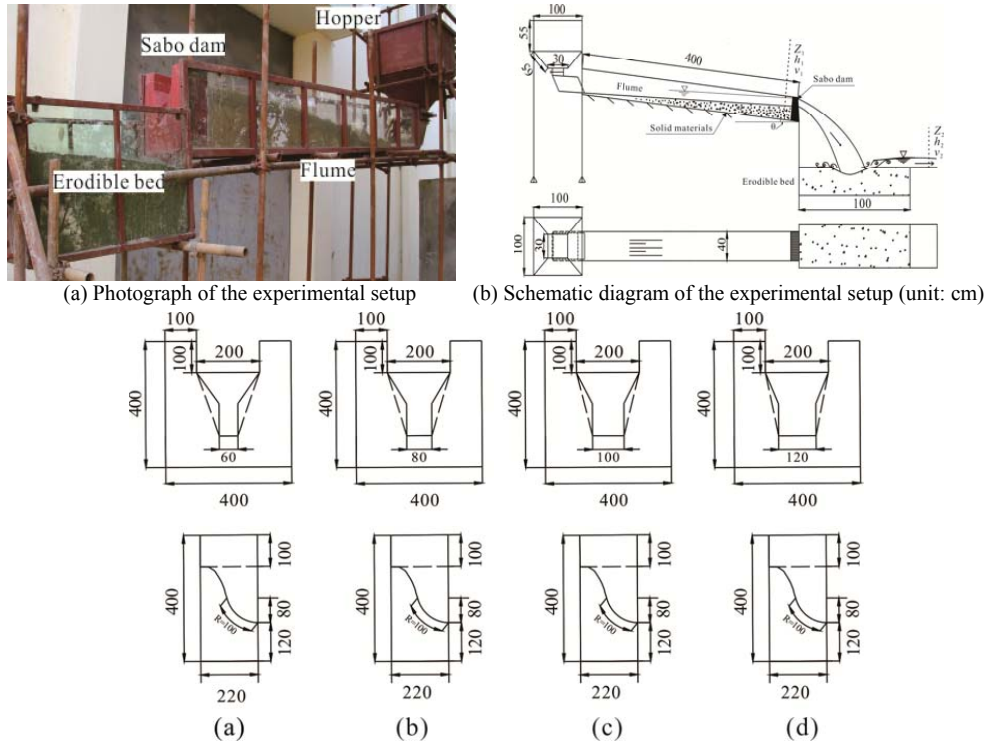 Hopper
Sabo dam
Erodible bed
Flume
(a) Photograph of the experimental setup
100
55
65
30
400
Z₁
h₁
v₁
Sabo dam
Flume
Solid materials
θ
Z₂
h₂
v₂
Erodible bed
100
100
100
30
40
(b) Schematic diagram of the experimental setup (unit: cm)
100
100
200
400
60
400
100
100
200
400
80
400
100
100
200
400
100
400
100
100
200
400
120
400
400
100
80
120
R=100
220
(a)
400
100
80
120
R=100
220
(b)
400
100
80
120
R=100
220
(c)
400
100
80
120
R=100
220
(d)